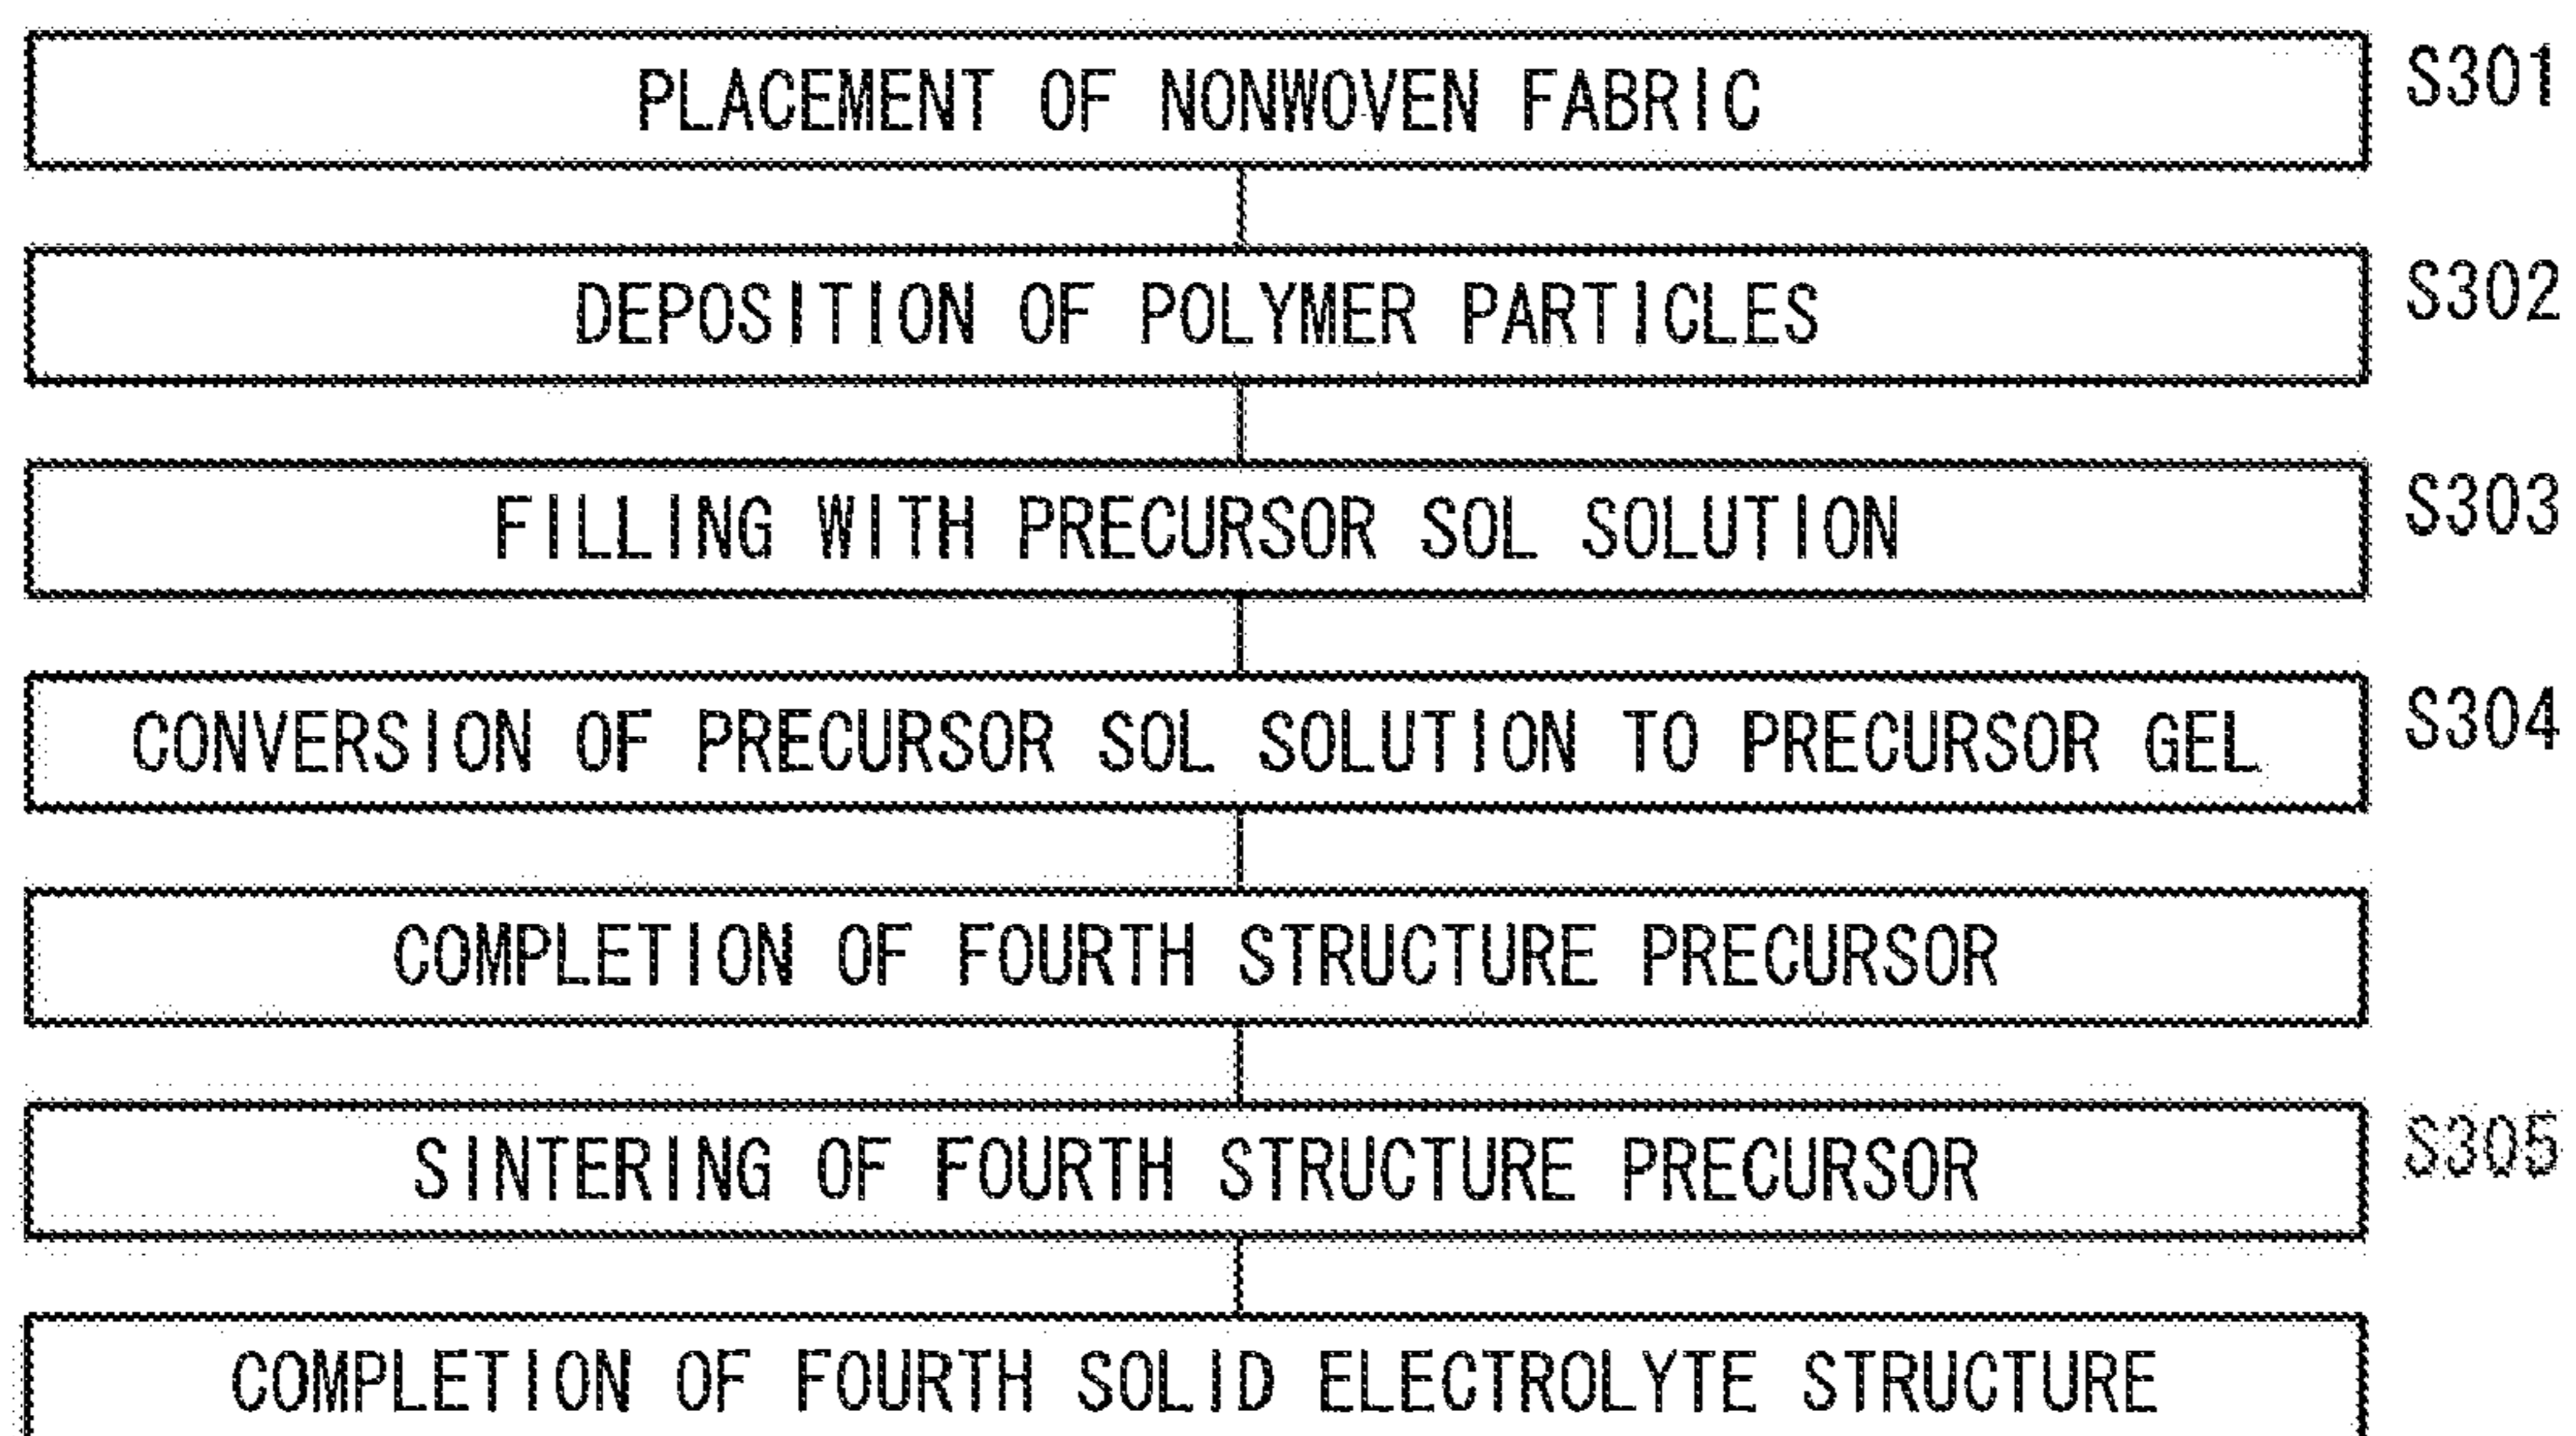 PLACEMENT OF NONWOVEN FABRIC S301
DEPOSITION OF POLYMER PARTICLES S302
FILLING WITH PRECURSOR SOL SOLUTION S303
CONVERSION OF PRECURSOR SOL SOLUTION TO PRECURSOR GEL S304
COMPLETION OF FOURTH STRUCTURE PRECURSOR
SINTERING OF FOURTH STRUCTURE PRECURSOR S305
COMPLETION OF FOURTH SOLID ELECTROLYTE STRUCTURE